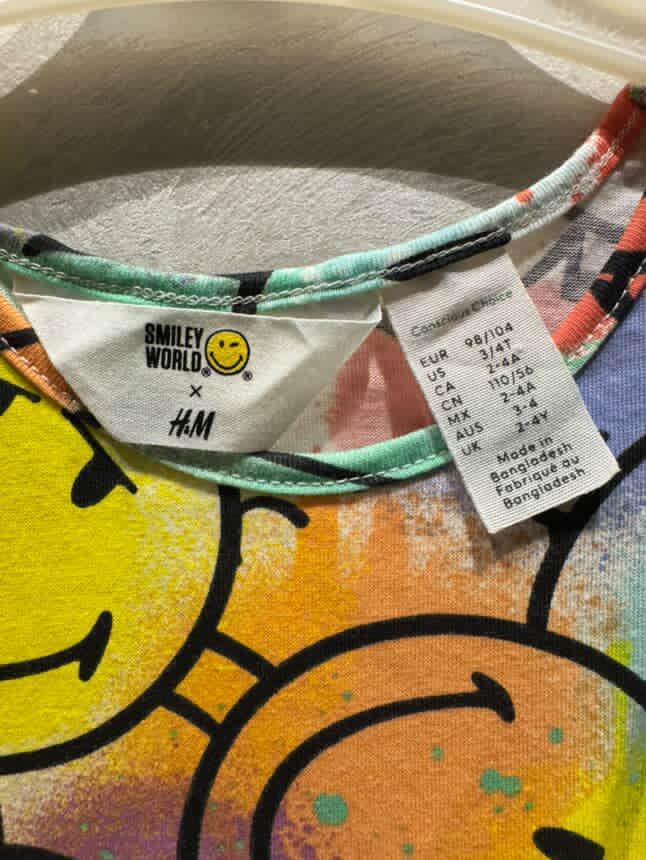 SMILEY
WORLD®
®
×
H&M
Conscious Choice
EUR 98/104
US 3/4T
CA 2-4A
CN 110/56
MX 2-4A
AUS 3-4
UK 2-4Y
Made in
Bangladesh
Fabriqué au
Bangladesh